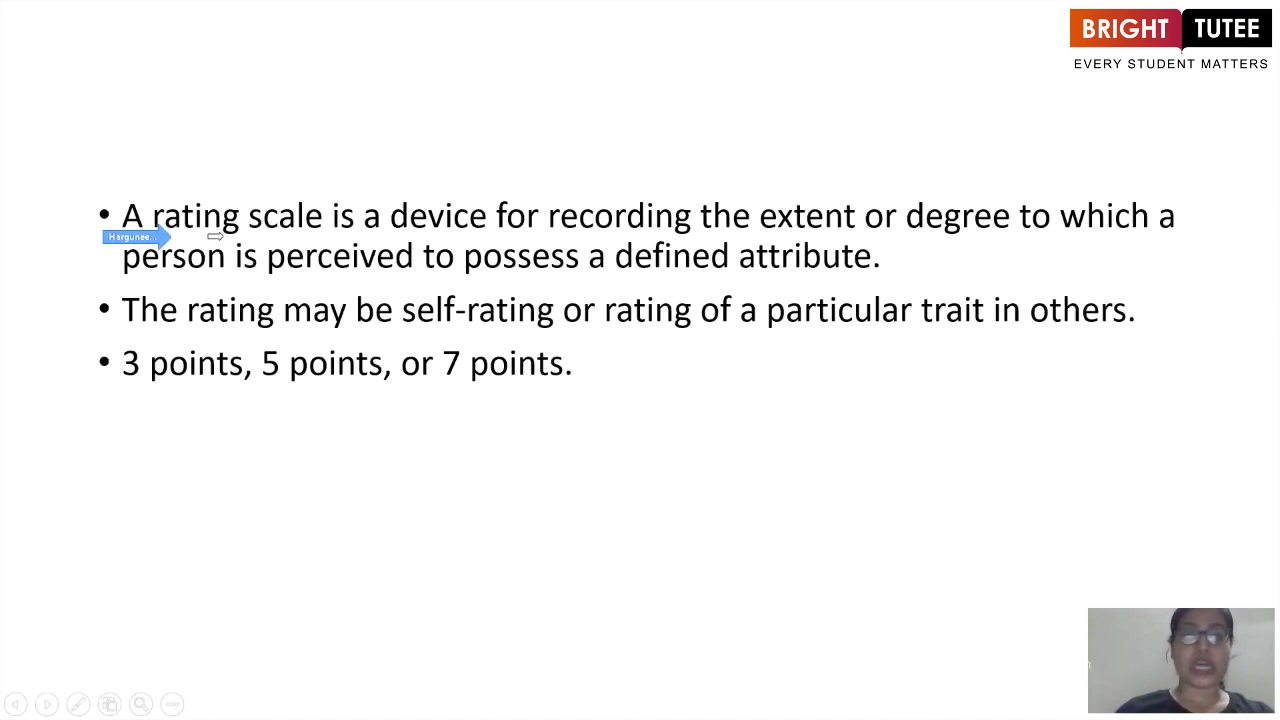 BRIGHT TUTEE
EVERY STUDENT MATTERS
• A rating scale is a device for recording the extent or degree to which a
Hargunee...
person is perceived to possess a defined attribute.
• The rating may be self-rating or rating of a particular trait in others.
• 3 points, 5 points, or 7 points.